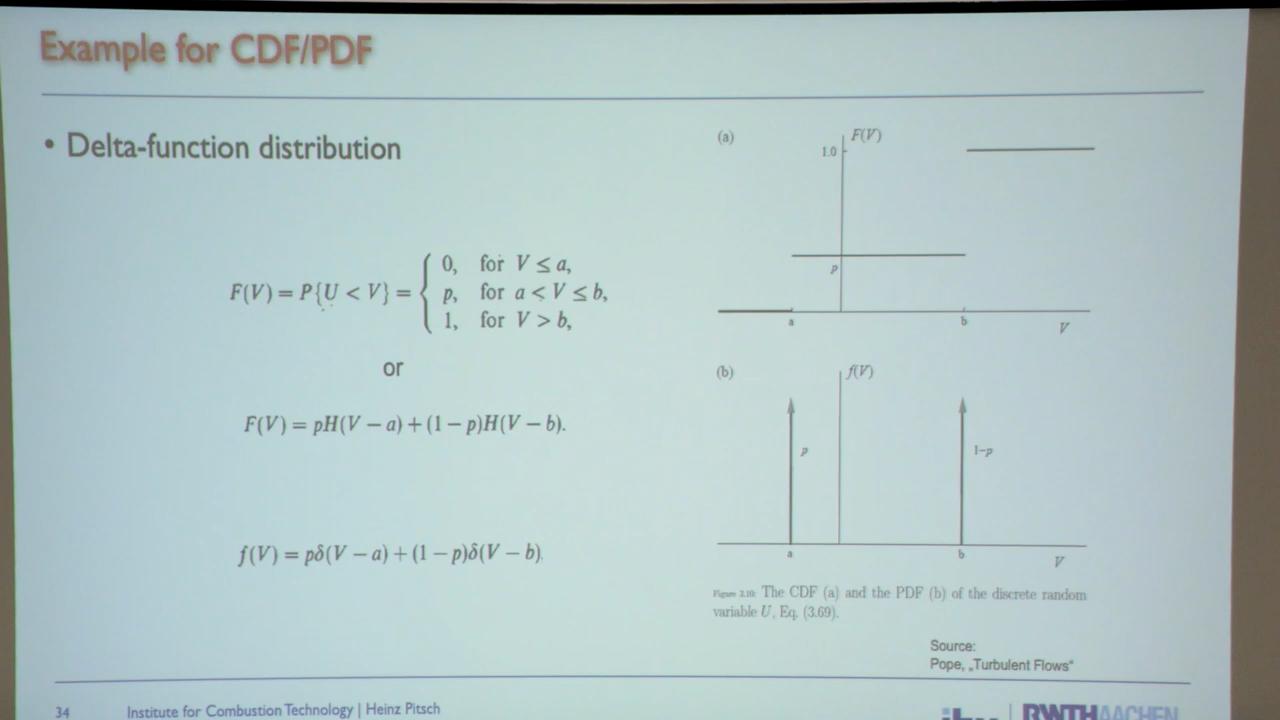 Example for CDF/PDF
• Delta-function distribution
F(V) = P{U < V} = { 0, for V ≤ a,
p, for a < V ≤ b,
1, for V > b,
or
F(V) = pH(V − a) + (1 − p)H(V − b).
f(V) = pδ(V − a) + (1 − p)δ(V − b).
(a)
F(V)
1.0
p
a
b
V
(b)
f(V)
p
1−p
a
b
V
Figure 3.10: The CDF (a) and the PDF (b) of the discrete random
variable U, Eq. (3.69).
Source:
Pope, „Turbulent Flows“
34
Institute for Combustion Technology | Heinz Pitsch
RWTHAACHEN